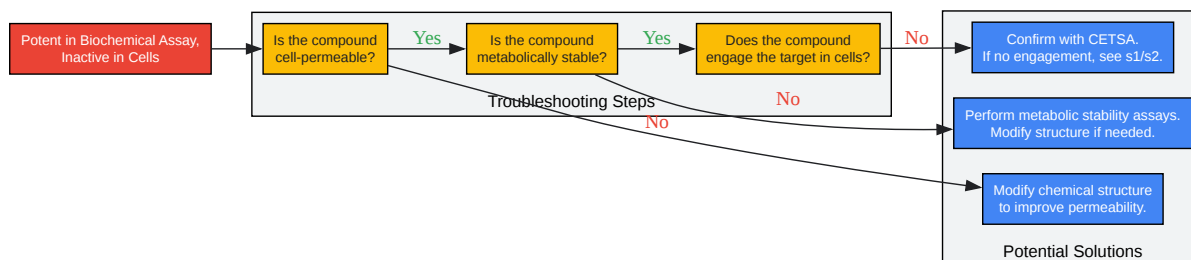 Potent in Biochemical Assay,
Inactive in Cells
Is the compound
cell-permeable?
Yes
Is the compound
metabolically stable?
Yes
Does the compound
engage the target in cells?
No
Confirm with CETSA.
If no engagement, see s1/s2.
Troubleshooting Steps
No
Perform metabolic stability assays.
Modify structure if needed.
No
Modify chemical structure
to improve permeability.
Potential Solutions